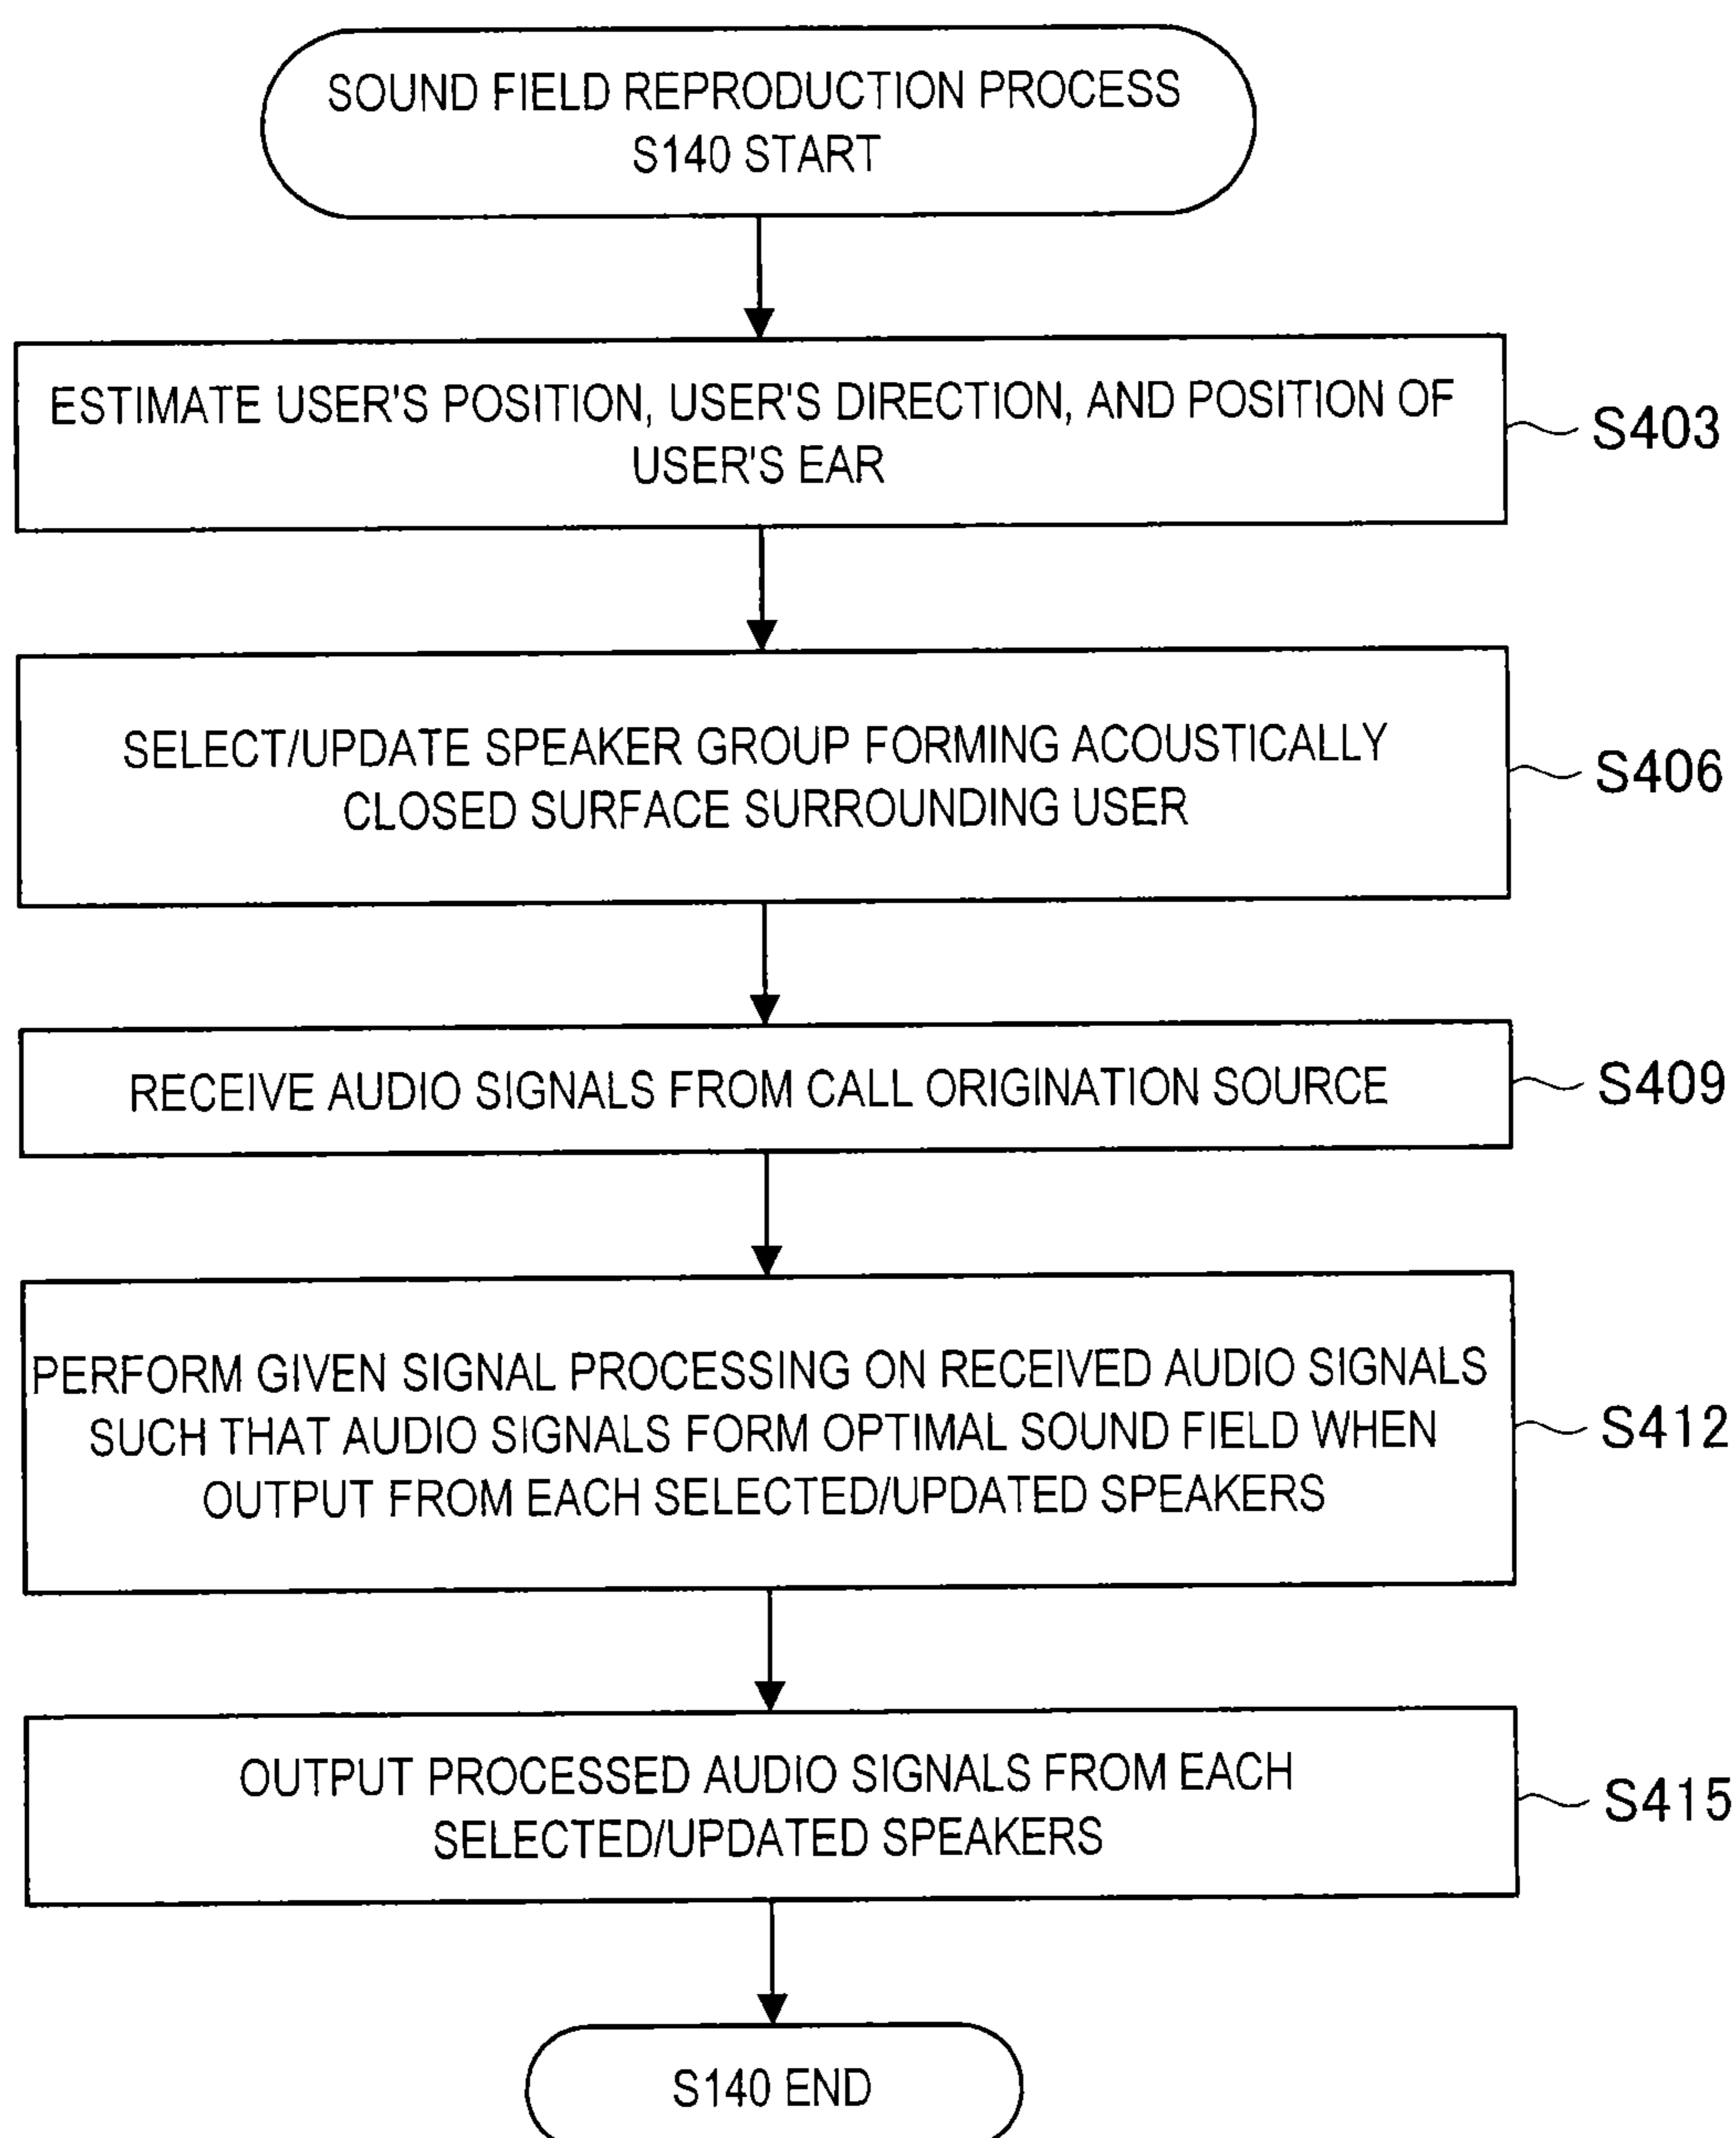 SOUND FIELD REPRODUCTION PROCESS
S140 START
ESTIMATE USER'S POSITION, USER'S DIRECTION, AND POSITION OF
USER'S EAR
S403
SELECT/UPDATE SPEAKER GROUP FORMING ACOUSTICALLY
CLOSED SURFACE SURROUNDING USER
S406
RECEIVE AUDIO SIGNALS FROM CALL ORIGINATION SOURCE
S409
PERFORM GIVEN SIGNAL PROCESSING ON RECEIVED AUDIO SIGNALS
SUCH THAT AUDIO SIGNALS FORM OPTIMAL SOUND FIELD WHEN
OUTPUT FROM EACH SELECTED/UPDATED SPEAKERS
S412
OUTPUT PROCESSED AUDIO SIGNALS FROM EACH
SELECTED/UPDATED SPEAKERS
S415
S140 END